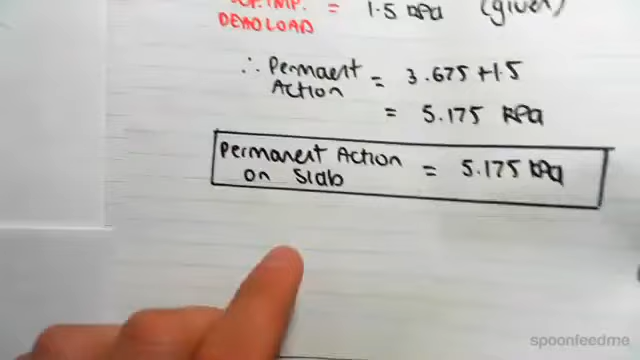 = 1.5 kPa (given)
DEAD LOAD
∴ Permaent = 3.675 + 1.5
Action
= 5.175 kPa
Permanent Action = 5.175 kPa
on Slab
spoonfeedme